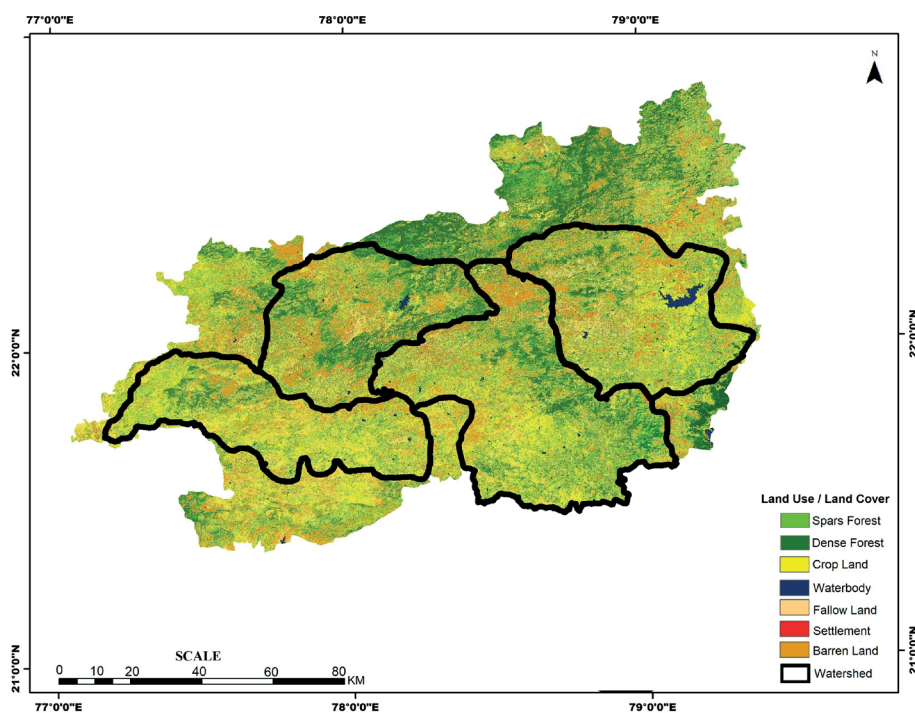 77°0'0"N 78°0'0"E 79°0'0"E
N
22°0'0"N 22°0'0"N
Land Use / Land Cover
Spars Forest
Dense Forest
Crop Land
Waterbody
Fallow Land
Settlement
Barren Land
Watershed
SCALE
0 10 20 40 60 80
KM
21°0'0"N 21°0'0"N
77°0'0"E 78°0'0"E 79°0'0"E